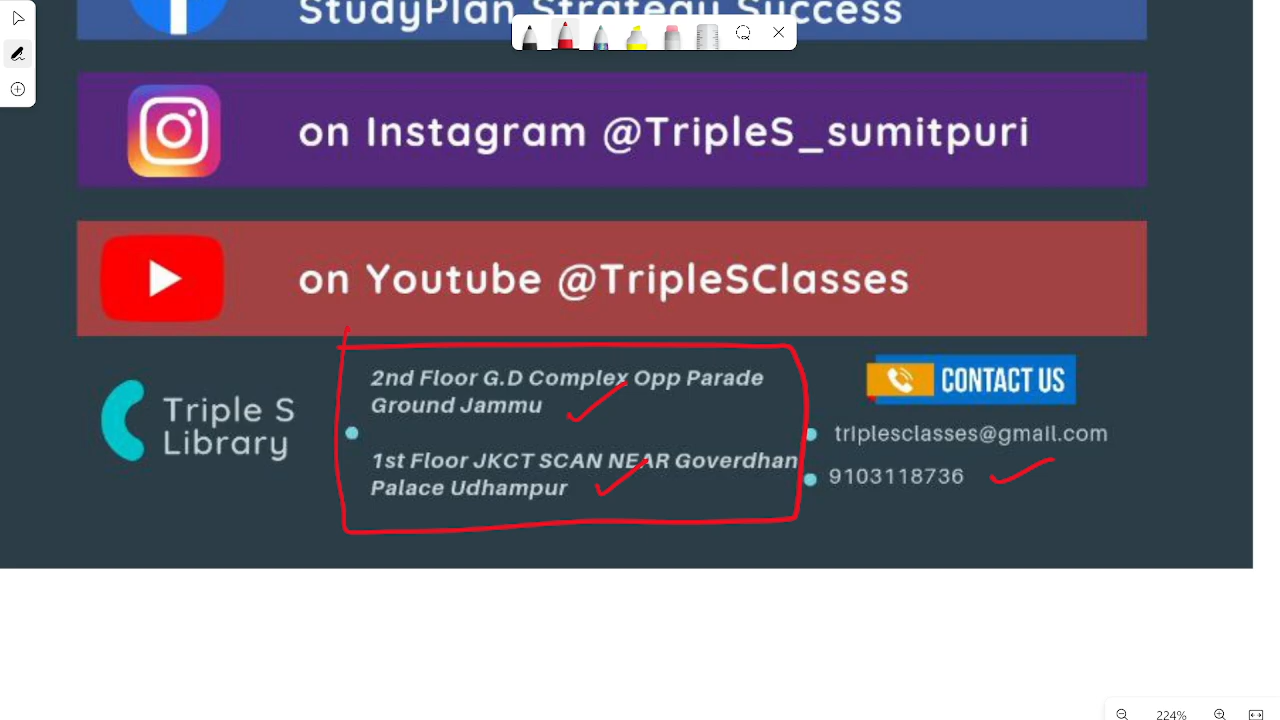 StudyPlan Strategy Success
on Instagram @TripleS_sumitpuri
on Youtube @TripleSClasses
Triple S
Library
2nd Floor G.D Complex Opp Parade
Ground Jammu
1st Floor JKCT SCAN NEAR Goverdhan
Palace Udhampur
CONTACT US
triplesclasses@gmail.com
9103118736
224%